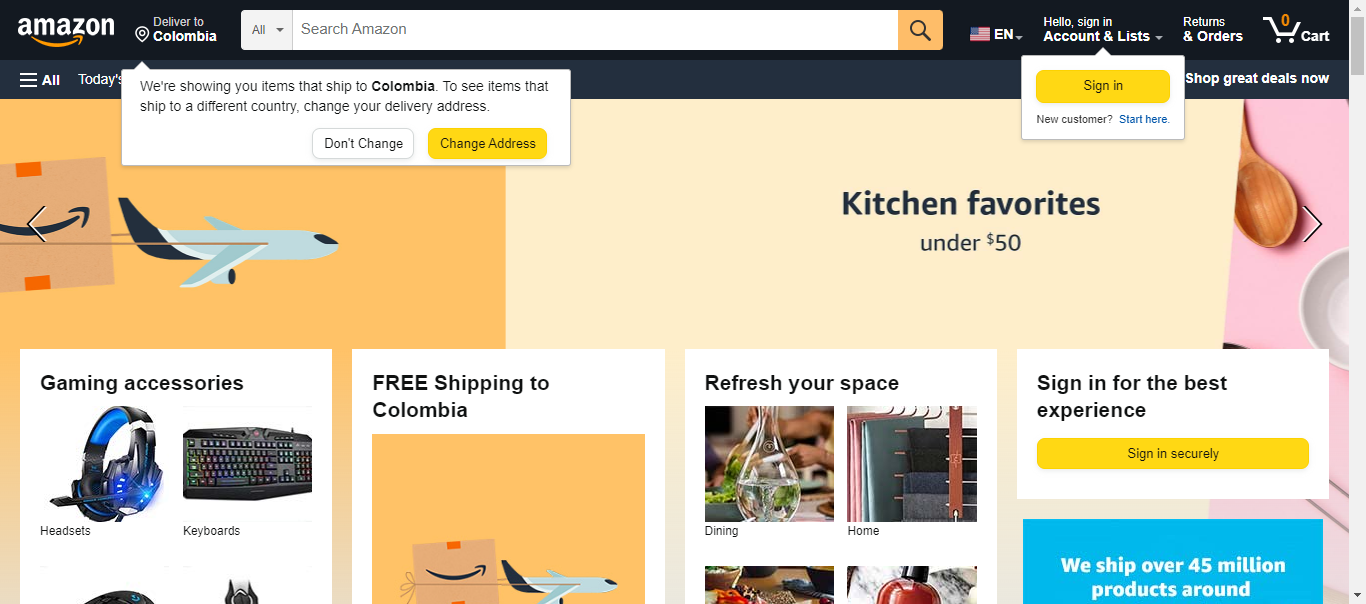 amazon
Deliver to
Colombia
All
Search Amazon
EN
Hello, sign in
Account & Lists
Returns
& Orders
0
Cart
All
Today's
Shop great deals now
We're showing you items that ship to Colombia. To see items that
ship to a different country, change your delivery address.
Don't Change
Change Address
Sign in
New customer? Start here.
Kitchen favorites
under $50
Gaming accessories
Headsets
Keyboards
FREE Shipping to
Colombia
Refresh your space
Dining
Home
Sign in for the best
experience
Sign in securely
We ship over 45 million
products around